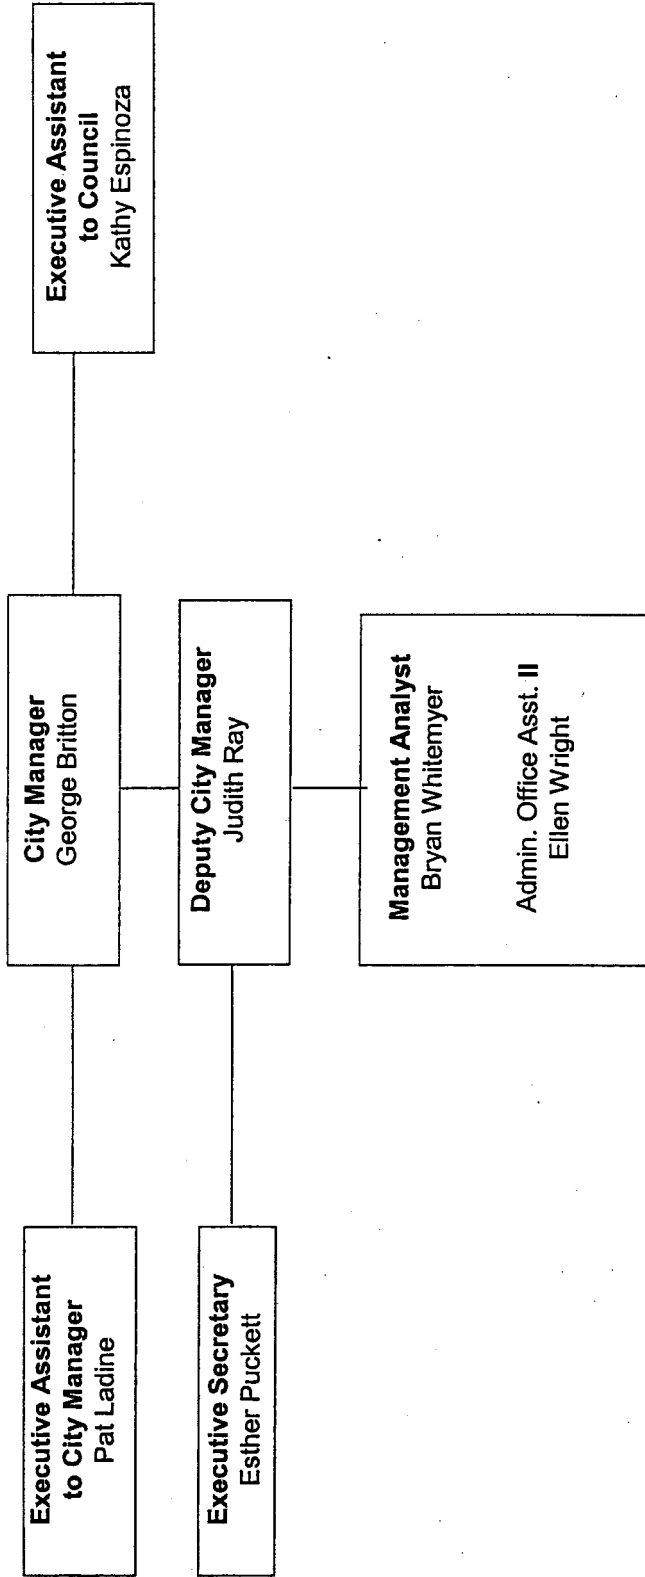 City Manager
George Britton
Executive Assistant
to City Manager
Pat Ladine
Executive Assistant
to Council
Kathy Espinoza
Deputy City Manager
Judith Ray
Executive Secretary
Esther Puckett
Management Analyst
Bryan Whitemyer
Admin. Office Asst. II
Ellen Wright